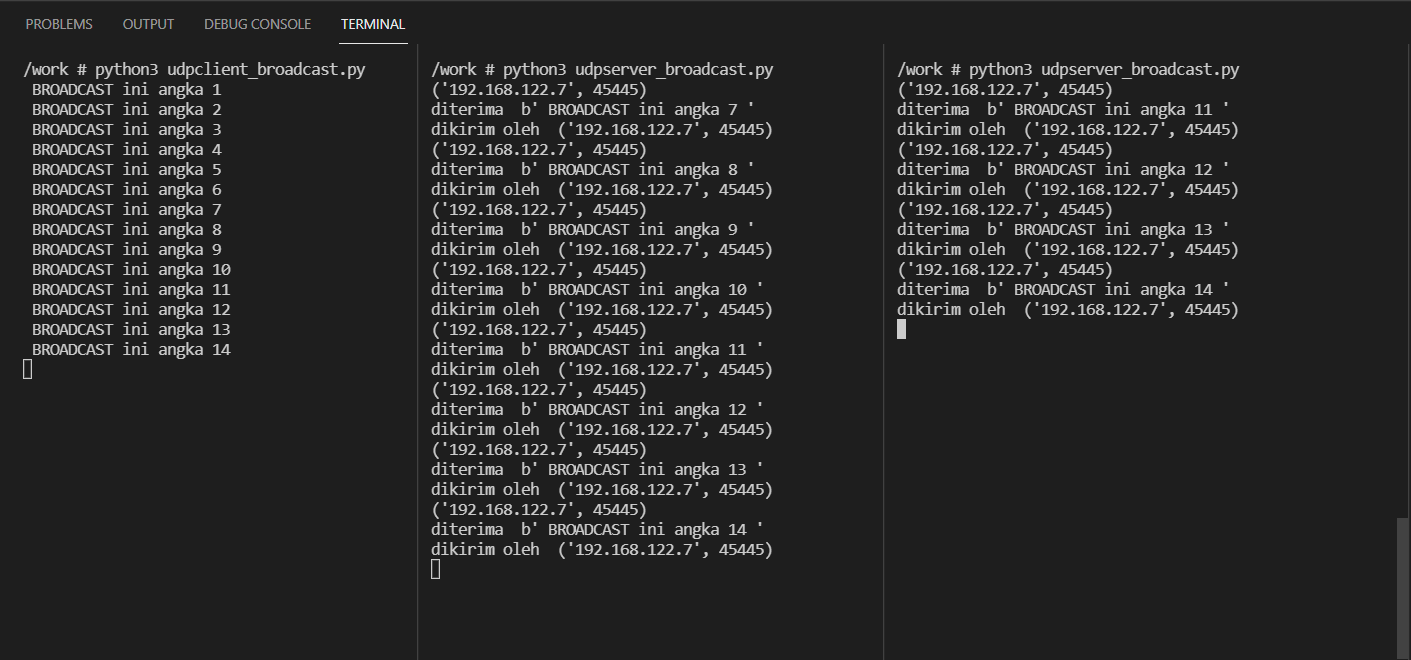 PROBLEMS OUTPUT DEBUG CONSOLE TERMINAL
/work # python3 udpclient_broadcast.py
BROADCAST ini angka 1
BROADCAST ini angka 2
BROADCAST ini angka 3
BROADCAST ini angka 4
BROADCAST ini angka 5
BROADCAST ini angka 6
BROADCAST ini angka 7
BROADCAST ini angka 8
BROADCAST ini angka 9
BROADCAST ini angka 10
BROADCAST ini angka 11
BROADCAST ini angka 12
BROADCAST ini angka 13
BROADCAST ini angka 14
/work # python3 udpserver_broadcast.py
('192.168.122.7', 45445)
diterima  b' BROADCAST ini angka 7 '
dikirim oleh  ('192.168.122.7', 45445)
('192.168.122.7', 45445)
diterima  b' BROADCAST ini angka 8 '
dikirim oleh  ('192.168.122.7', 45445)
('192.168.122.7', 45445)
diterima  b' BROADCAST ini angka 9 '
dikirim oleh  ('192.168.122.7', 45445)
('192.168.122.7', 45445)
diterima  b' BROADCAST ini angka 10 '
dikirim oleh  ('192.168.122.7', 45445)
('192.168.122.7', 45445)
diterima  b' BROADCAST ini angka 11 '
dikirim oleh  ('192.168.122.7', 45445)
('192.168.122.7', 45445)
diterima  b' BROADCAST ini angka 12 '
dikirim oleh  ('192.168.122.7', 45445)
('192.168.122.7', 45445)
diterima  b' BROADCAST ini angka 13 '
dikirim oleh  ('192.168.122.7', 45445)
('192.168.122.7', 45445)
diterima  b' BROADCAST ini angka 14 '
dikirim oleh  ('192.168.122.7', 45445)
/work # python3 udpserver_broadcast.py
('192.168.122.7', 45445)
diterima  b' BROADCAST ini angka 11 '
dikirim oleh  ('192.168.122.7', 45445)
('192.168.122.7', 45445)
diterima  b' BROADCAST ini angka 12 '
dikirim oleh  ('192.168.122.7', 45445)
('192.168.122.7', 45445)
diterima  b' BROADCAST ini angka 13 '
dikirim oleh  ('192.168.122.7', 45445)
('192.168.122.7', 45445)
diterima  b' BROADCAST ini angka 14 '
dikirim oleh  ('192.168.122.7', 45445)